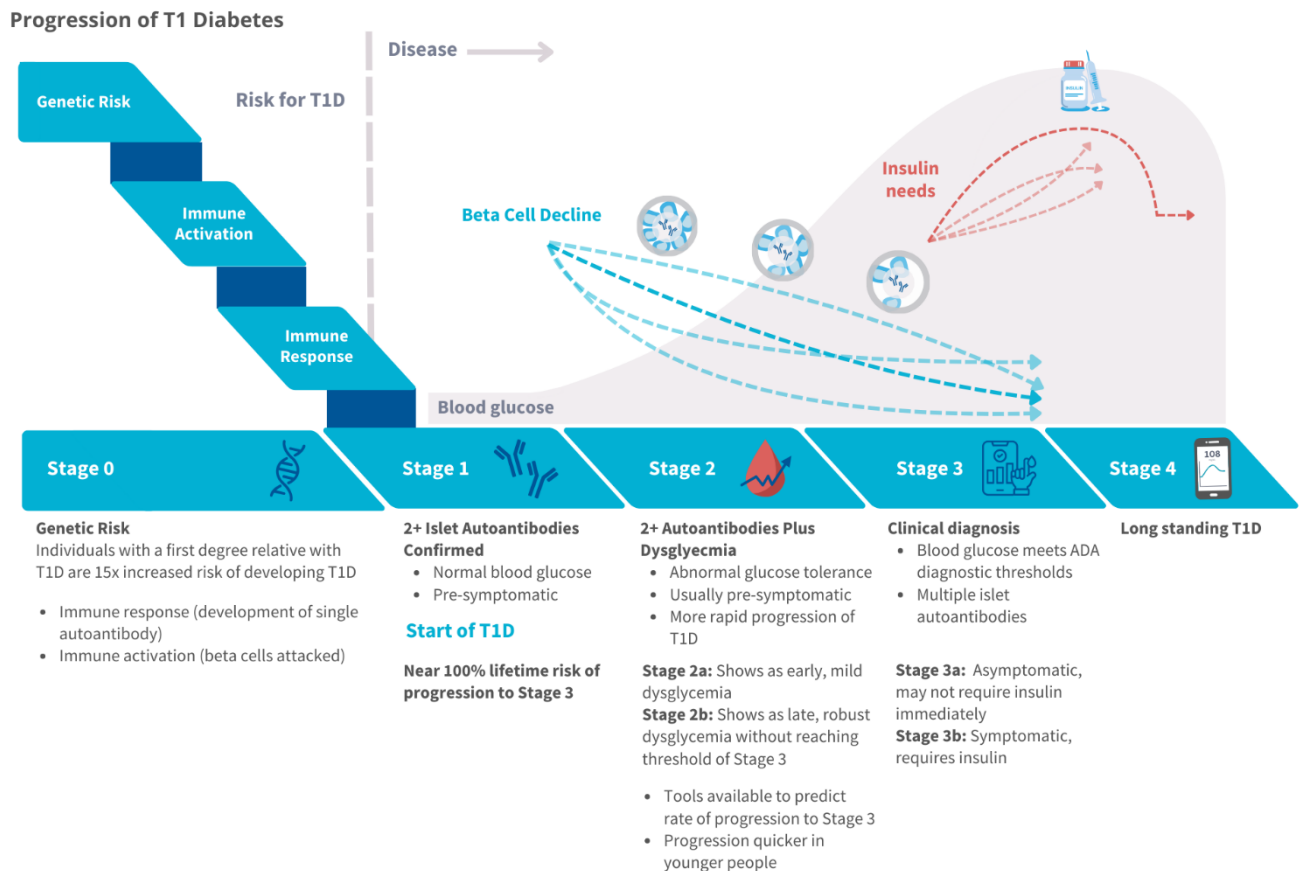 Progression of T1 Diabetes
Disease
Risk for T1D
Genetic Risk
Immune
Activation
Immune
Response
Beta Cell Decline
Insulin
needs
INSULIN
Blood glucose
Stage 0
Stage 1
Stage 2
Stage 3
Stage 4
108
Genetic Risk
Individuals with a first degree relative with
T1D are 15x increased risk of developing T1D
• Immune response (development of single
autoantibody)
• Immune activation (beta cells attacked)
2+ Islet Autoantibodies
Confirmed
• Normal blood glucose
• Pre-symptomatic
Start of T1D
Near 100% lifetime risk of
progression to Stage 3
2+ Autoantibodies Plus
Dysglyecmia
• Abnormal glucose tolerance
• Usually pre-symptomatic
• More rapid progression of
T1D
Stage 2a: Shows as early, mild
dysglycemia
Stage 2b: Shows as late, robust
dysglycemia without reaching
threshold of Stage 3
• Tools available to predict
rate of progression to Stage 3
• Progression quicker in
younger people
Clinical diagnosis
• Blood glucose meets ADA
diagnostic thresholds
• Multiple islet
autoantibodies
Stage 3a: Asymptomatic,
may not require insulin
immediately
Stage 3b: Symptomatic,
requires insulin
Long standing T1D